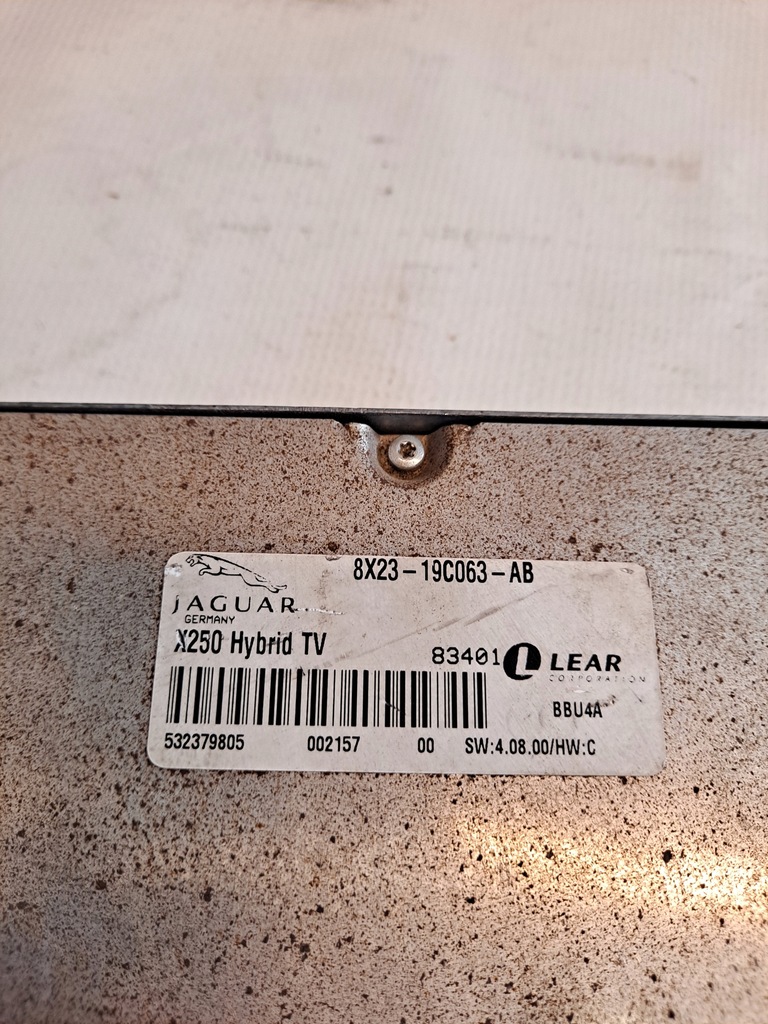 8X23-19C063-AB
JAGUAR
GERMANY
X250 Hybrid TV
83401 LEAR
CORPORATION
BBU4A
532379805 002157 00 SW:4.08.00/HW:C